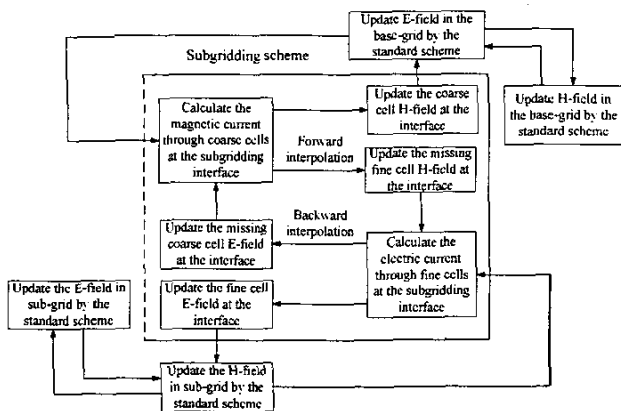 Update E-field in the
base-grid by the
standard scheme
Subgridding scheme
Update the coarse
cell H-field at the
interface
Update H-field in
the base-grid by the
standard scheme
Calculate the
magnetic current
through coarse cells
at the subgridding
interface
Forward
interpolation
Update the missing
fine cell H-field at
the interface
Update the missing
coarse cell E-field
at the interface
Backward
interpolation
Calculate the
electric current
through fine cells
at the subgridding
interface
Update the E-field in
sub-grid by the
standard scheme
Update the fine cell
E-field at the
interface
Update the H-field
in sub-grid by the
standard scheme